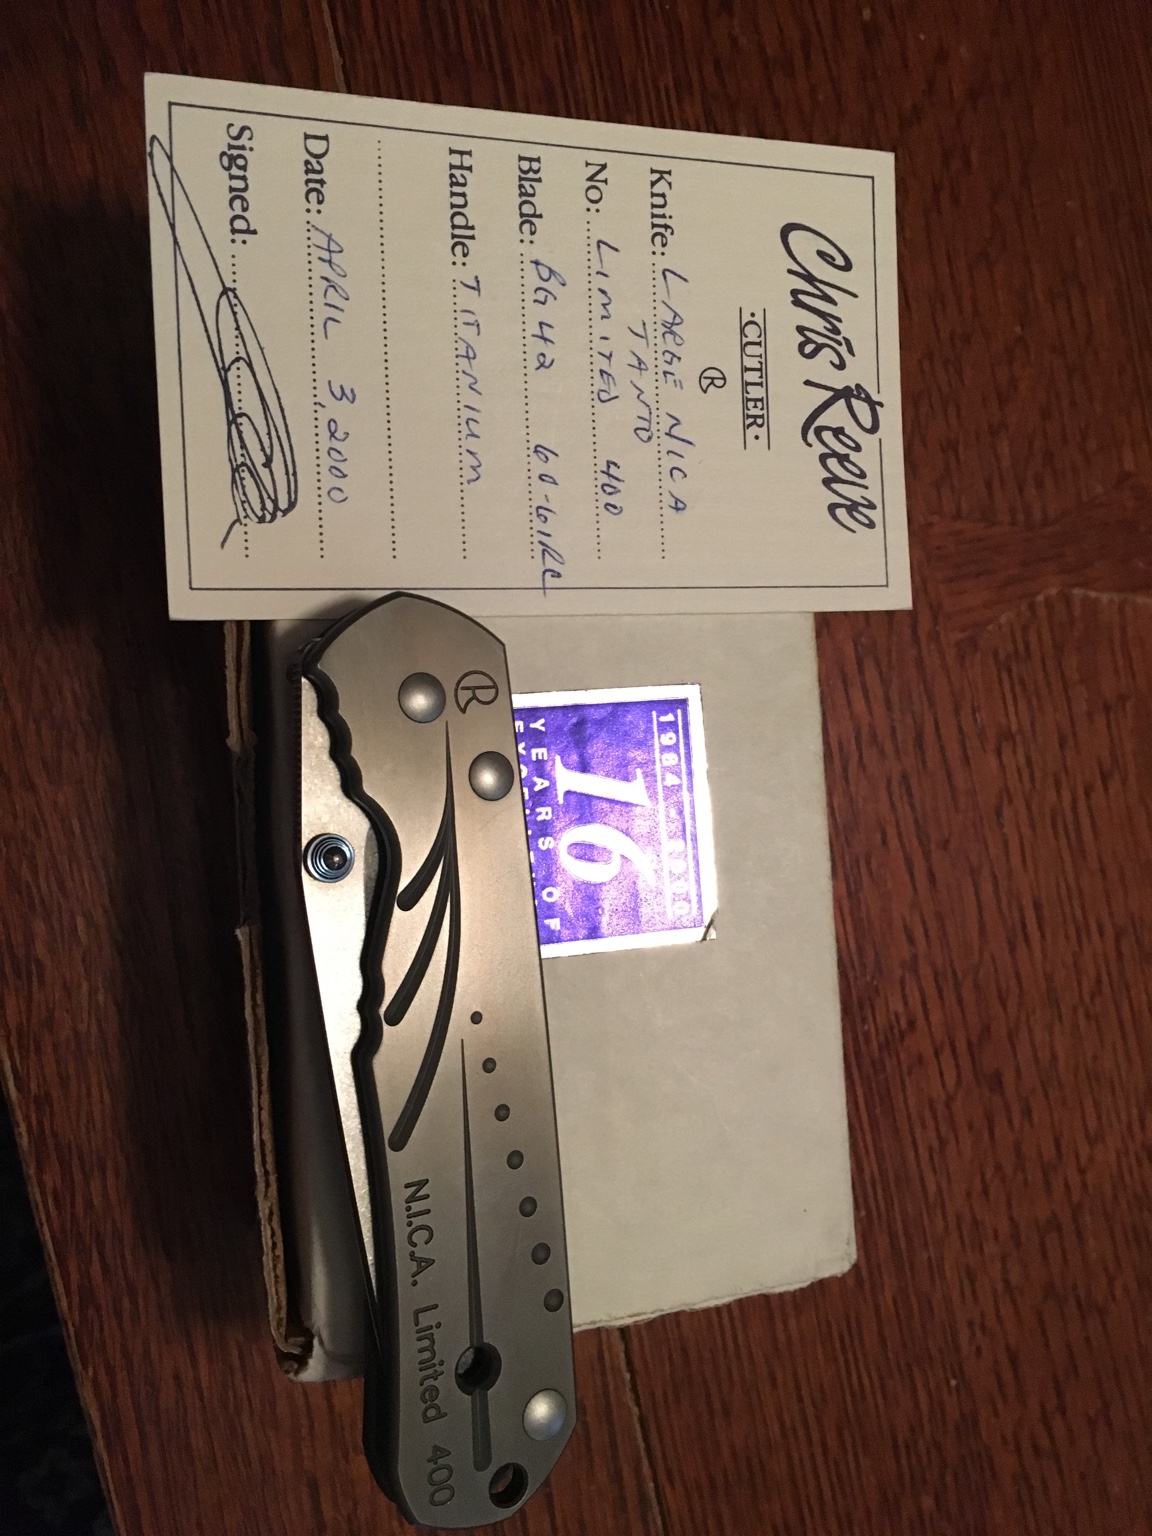 Chris Reeve
·CUTLER·
®
Knife: LARGE NICA
TANTO
No: LIMITED 400
Blade: BG42 60-61RC
Handle: TITANIUM
Date: APRIL 3, 2000
Signed:
1984 - 2000
16
YEARS OF
R
N.I.C.A. Limited 400